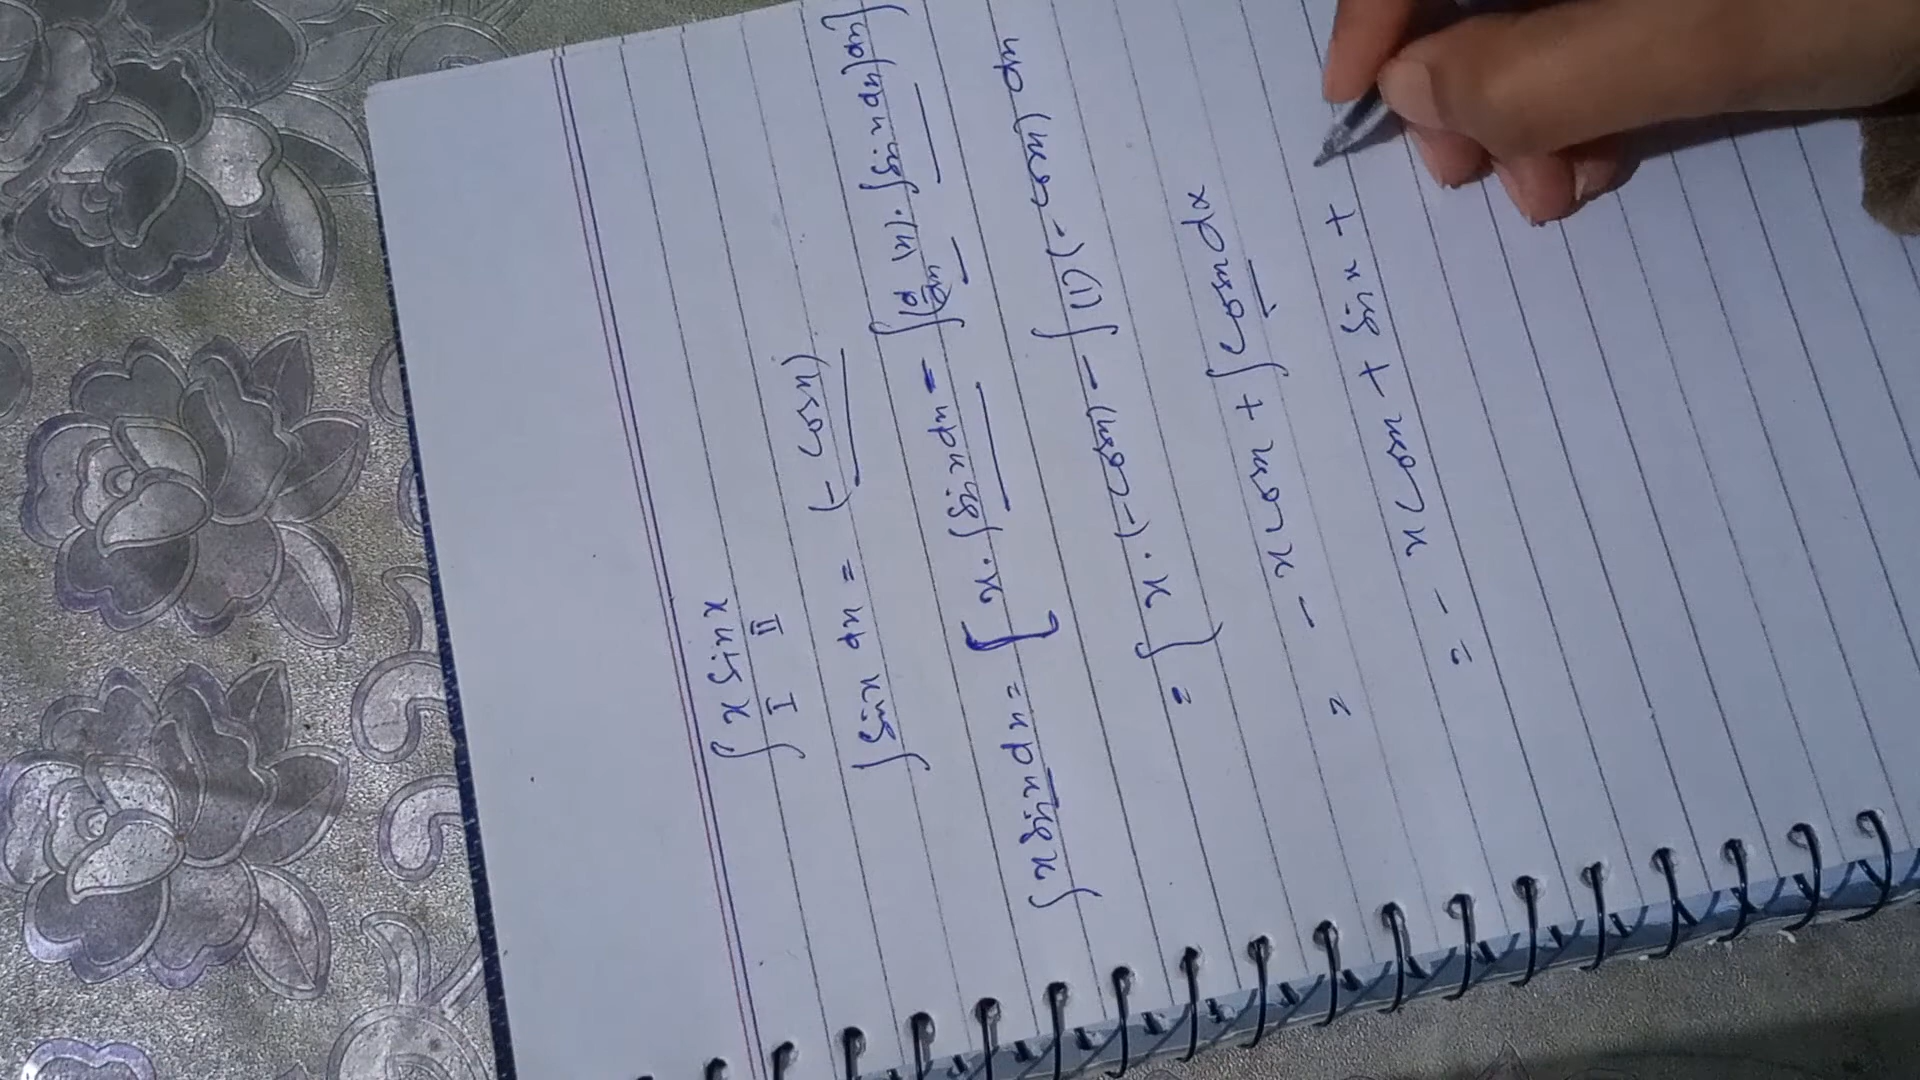 ∫ x sin x
I II
∫ sin x dx = (- cos x)
∫ x sin x dx = [ x . ∫ sin x dx - ∫ (d/dx (x) . ∫ sin x dx) dx ]
= { x . (- cos x) - ∫ (1) (- cos x) dx
= - x cos x + ∫ cos x dx
= - x cos x + sin x +